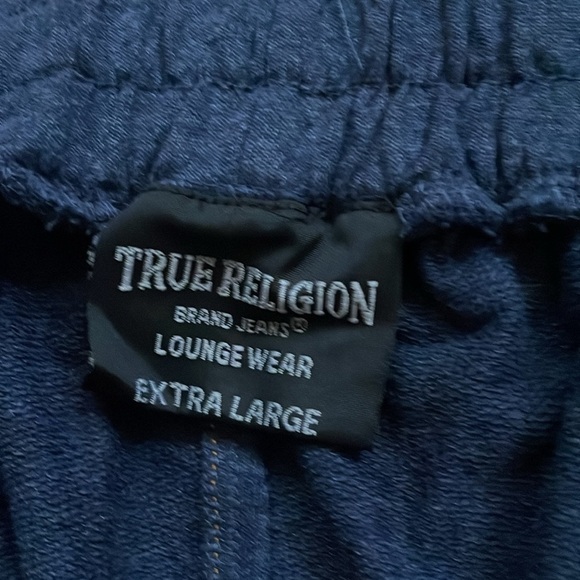 TRUE RELIGION
BRAND JEANS®
LOUNGE WEAR
EXTRA LARGE